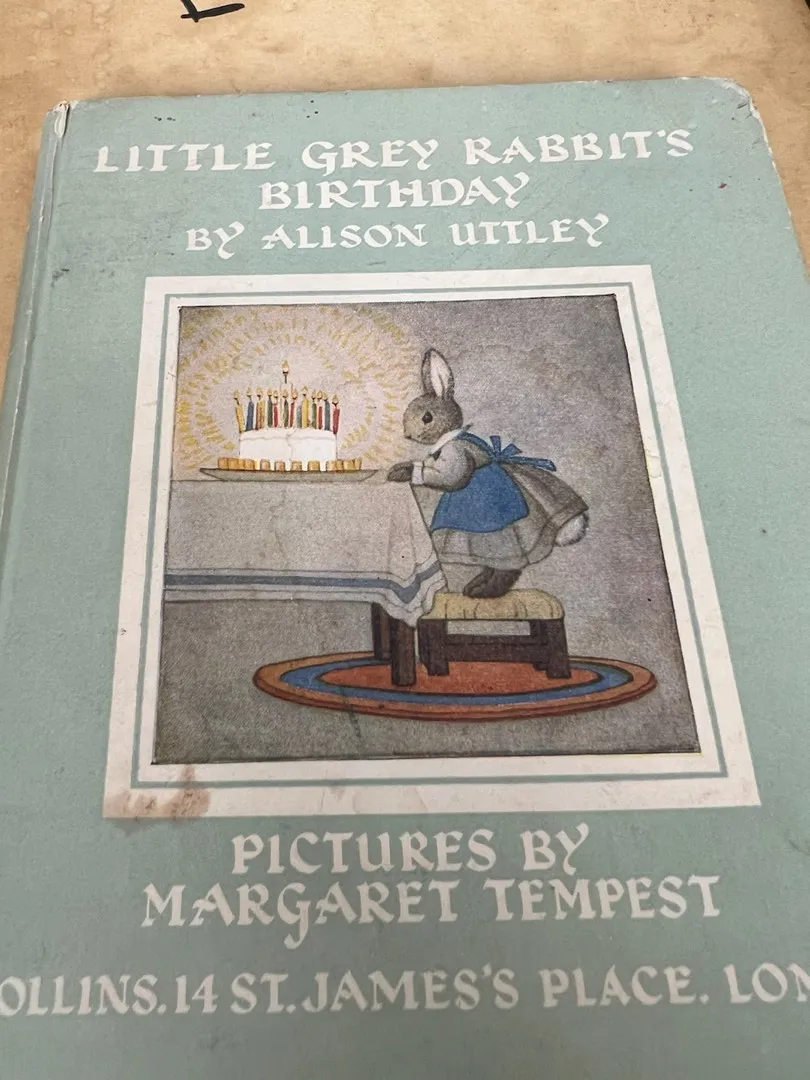 LITTLE GREY RABBIT'S
BIRTHDAY
BY ALISON UTTLEY
PICTURES BY
MARGARET TEMPEST
OLLINS. 14 ST. JAMES'S PLACE. LON